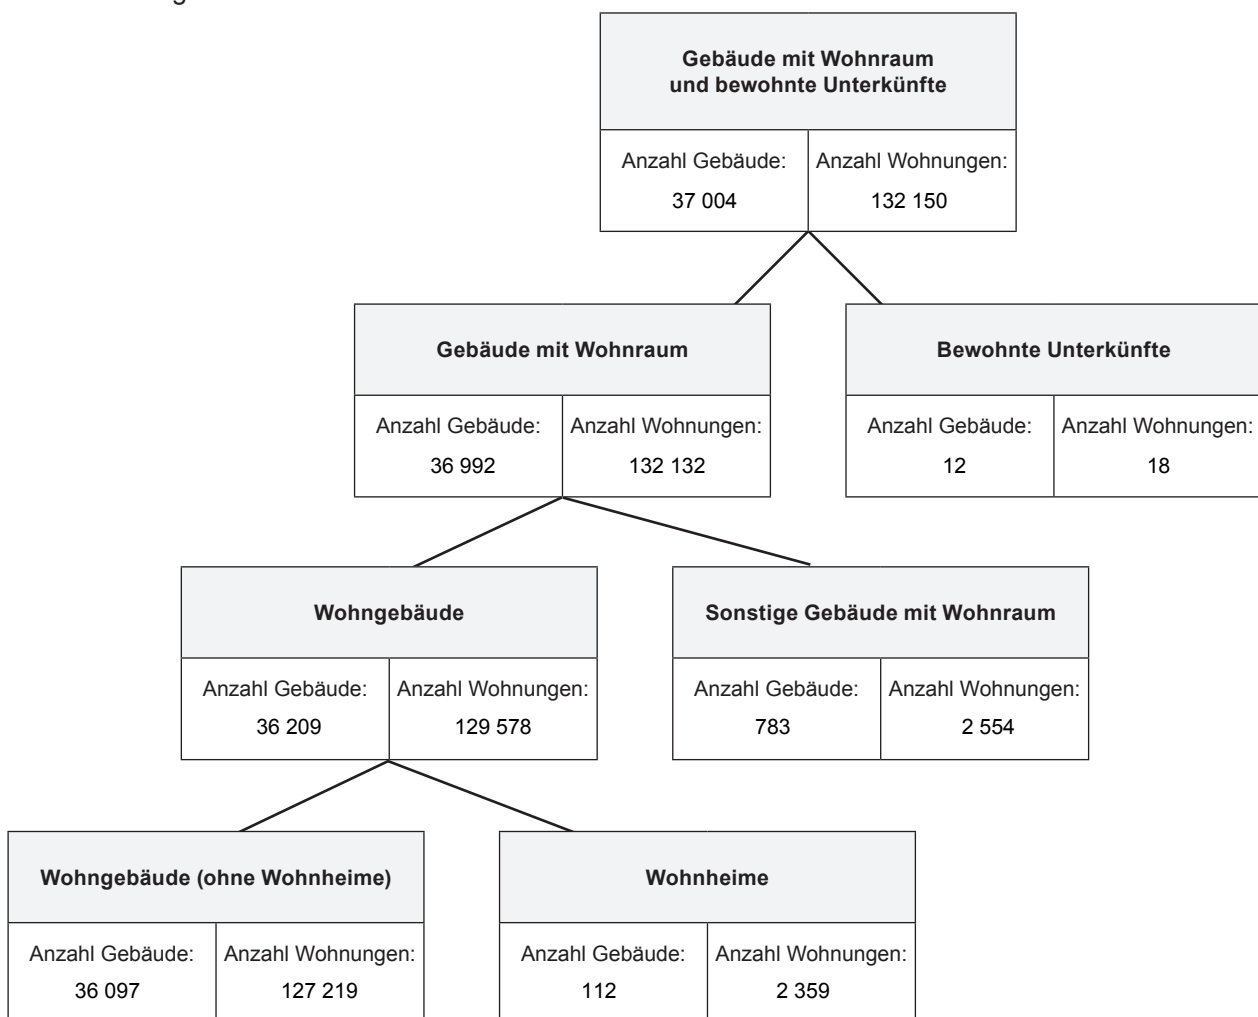 Gebäude mit Wohnraum
und bewohnte Unterkünfte
Anzahl Gebäude: Anzahl Wohnungen:
37 004 132 150
Gebäude mit Wohnraum Bewohnte Unterkünfte
Anzahl Gebäude: Anzahl Wohnungen: Anzahl Gebäude: Anzahl Wohnungen:
36 992 132 132 12 18
Wohngebäude Sonstige Gebäude mit Wohnraum
Anzahl Gebäude: Anzahl Wohnungen: Anzahl Gebäude: Anzahl Wohnungen:
36 209 129 578 783 2 554
Wohngebäude (ohne Wohnheime) Wohnheime
Anzahl Gebäude: Anzahl Wohnungen: Anzahl Gebäude: Anzahl Wohnungen:
36 097 127 219 112 2 359